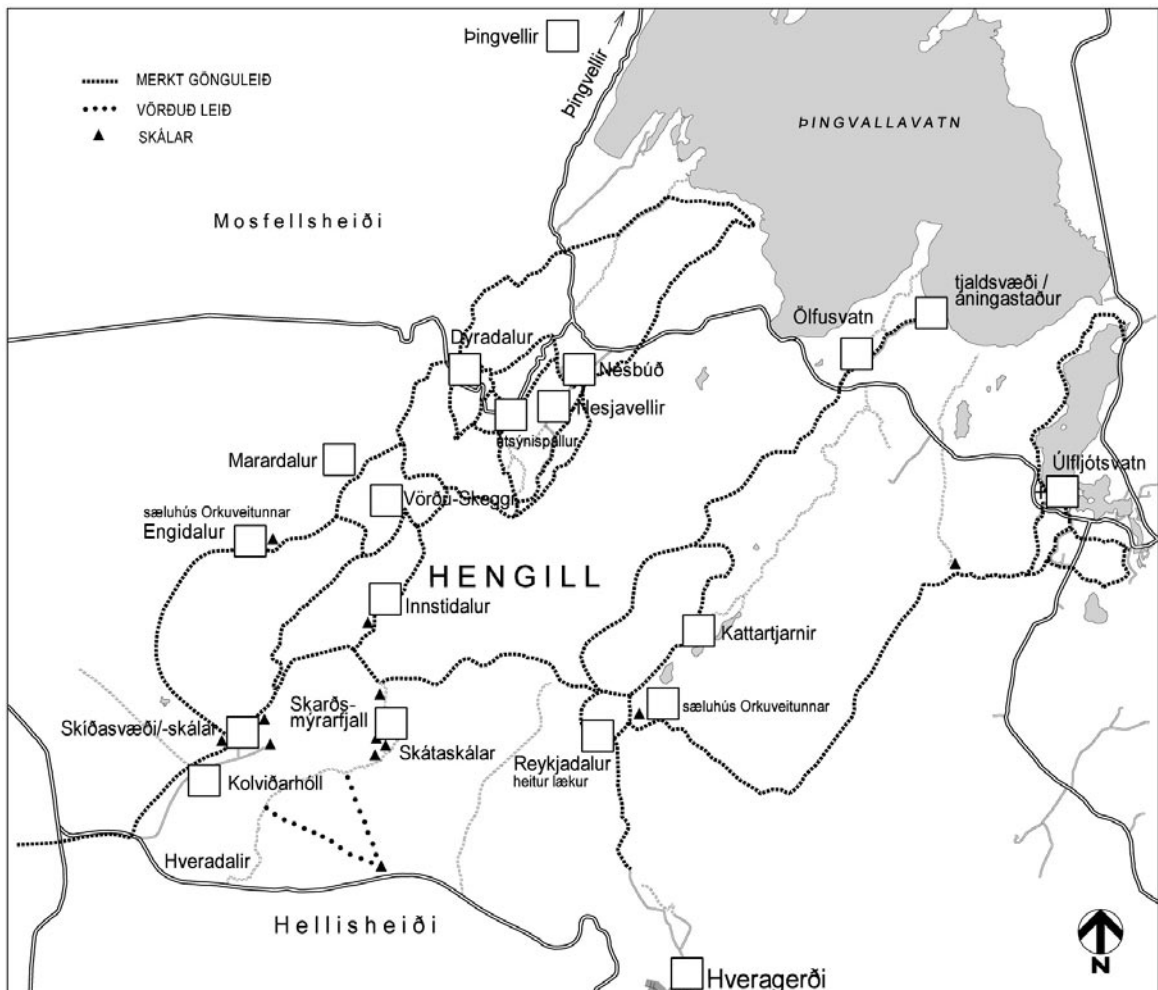 Þingvellir
Þingvellir
MERKT GÖNGULEIÐ
VÖRÐUÐ LEIÐ
SKÁLAR
ÞINGVALLAVATN
Mosfellsheiði
tjaldsvæði /
áningastaður
Ölfusvatn
Dyradalur
Nesbúð
Nesjavellir
útsýnispallur
Marardalur
Vörðu-Skeggi
Úlfljótsvatn
sæluhús Orkuveitunnar
Engidalur
HENGILL
Innstidalur
Kattartjarnir
Skarðs-
mýrarfjall
sæluhús Orkuveitunnar
Skíðasvæði/-skálar
Skátaskálar
Reykjadalur
heitur lækur
Kolviðarhóll
Hveradalir
Hellisheiði
N
Hveragerði